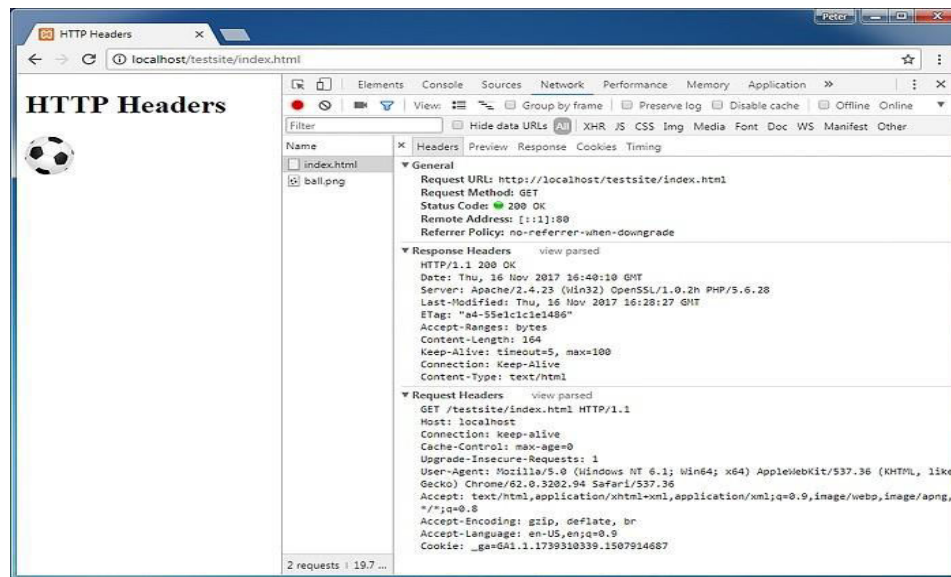 Peter
HTTP Headers
localhost/testsite/index.html
HTTP Headers
Elements Console Sources Network Performance Memory Application »
View: Group by frame Preserve log Disable cache Offline Online
Filter Hide data URLs All XHR JS CSS Img Media Font Doc WS Manifest Other
Name
index.html
ball.png
2 requests | 19.7 ...
× Headers Preview Response Cookies Timing
▼ General
Request URL: http://localhost/testsite/index.html
Request Method: GET
Status Code: 200 OK
Remote Address: [::1]:80
Referrer Policy: no-referrer-when-downgrade
▼ Response Headers view parsed
HTTP/1.1 200 OK
Date: Thu, 16 Nov 2017 16:40:10 GMT
Server: Apache/2.4.23 (Win32) OpenSSL/1.0.2h PHP/5.6.28
Last-Modified: Thu, 16 Nov 2017 16:28:27 GMT
ETag: "a4-55e1c1c1e1486"
Accept-Ranges: bytes
Content-Length: 164
Keep-Alive: timeout=5, max=100
Connection: Keep-Alive
Content-Type: text/html
▼ Request Headers view parsed
GET /testsite/index.html HTTP/1.1
Host: localhost
Connection: keep-alive
Cache-Control: max-age=0
Upgrade-Insecure-Requests: 1
User-Agent: Mozilla/5.0 (Windows NT 6.1; Win64; x64) AppleWebKit/537.36 (KHTML, like
Gecko) Chrome/62.0.3202.94 Safari/537.36
Accept: text/html,application/xhtml+xml,application/xml;q=0.9,image/webp,image/apng,
*/*;q=0.8
Accept-Encoding: gzip, deflate, br
Accept-Language: en-US,en;q=0.9
Cookie: _ga=GA1.1.1739310339.1507914687